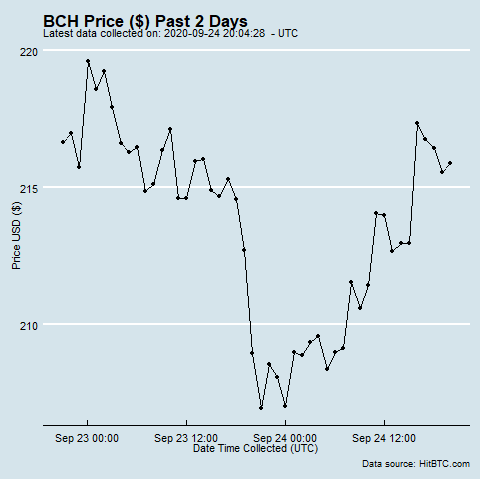 BCH Price ($) Past 2 Days
Latest data collected on: 2020-09-24 20:04:28 - UTC
220
215
210
Price USD ($)
Sep 23 00:00 Sep 23 12:00 Sep 24 00:00 Sep 24 12:00
Date Time Collected (UTC)
Data source: HitBTC.com